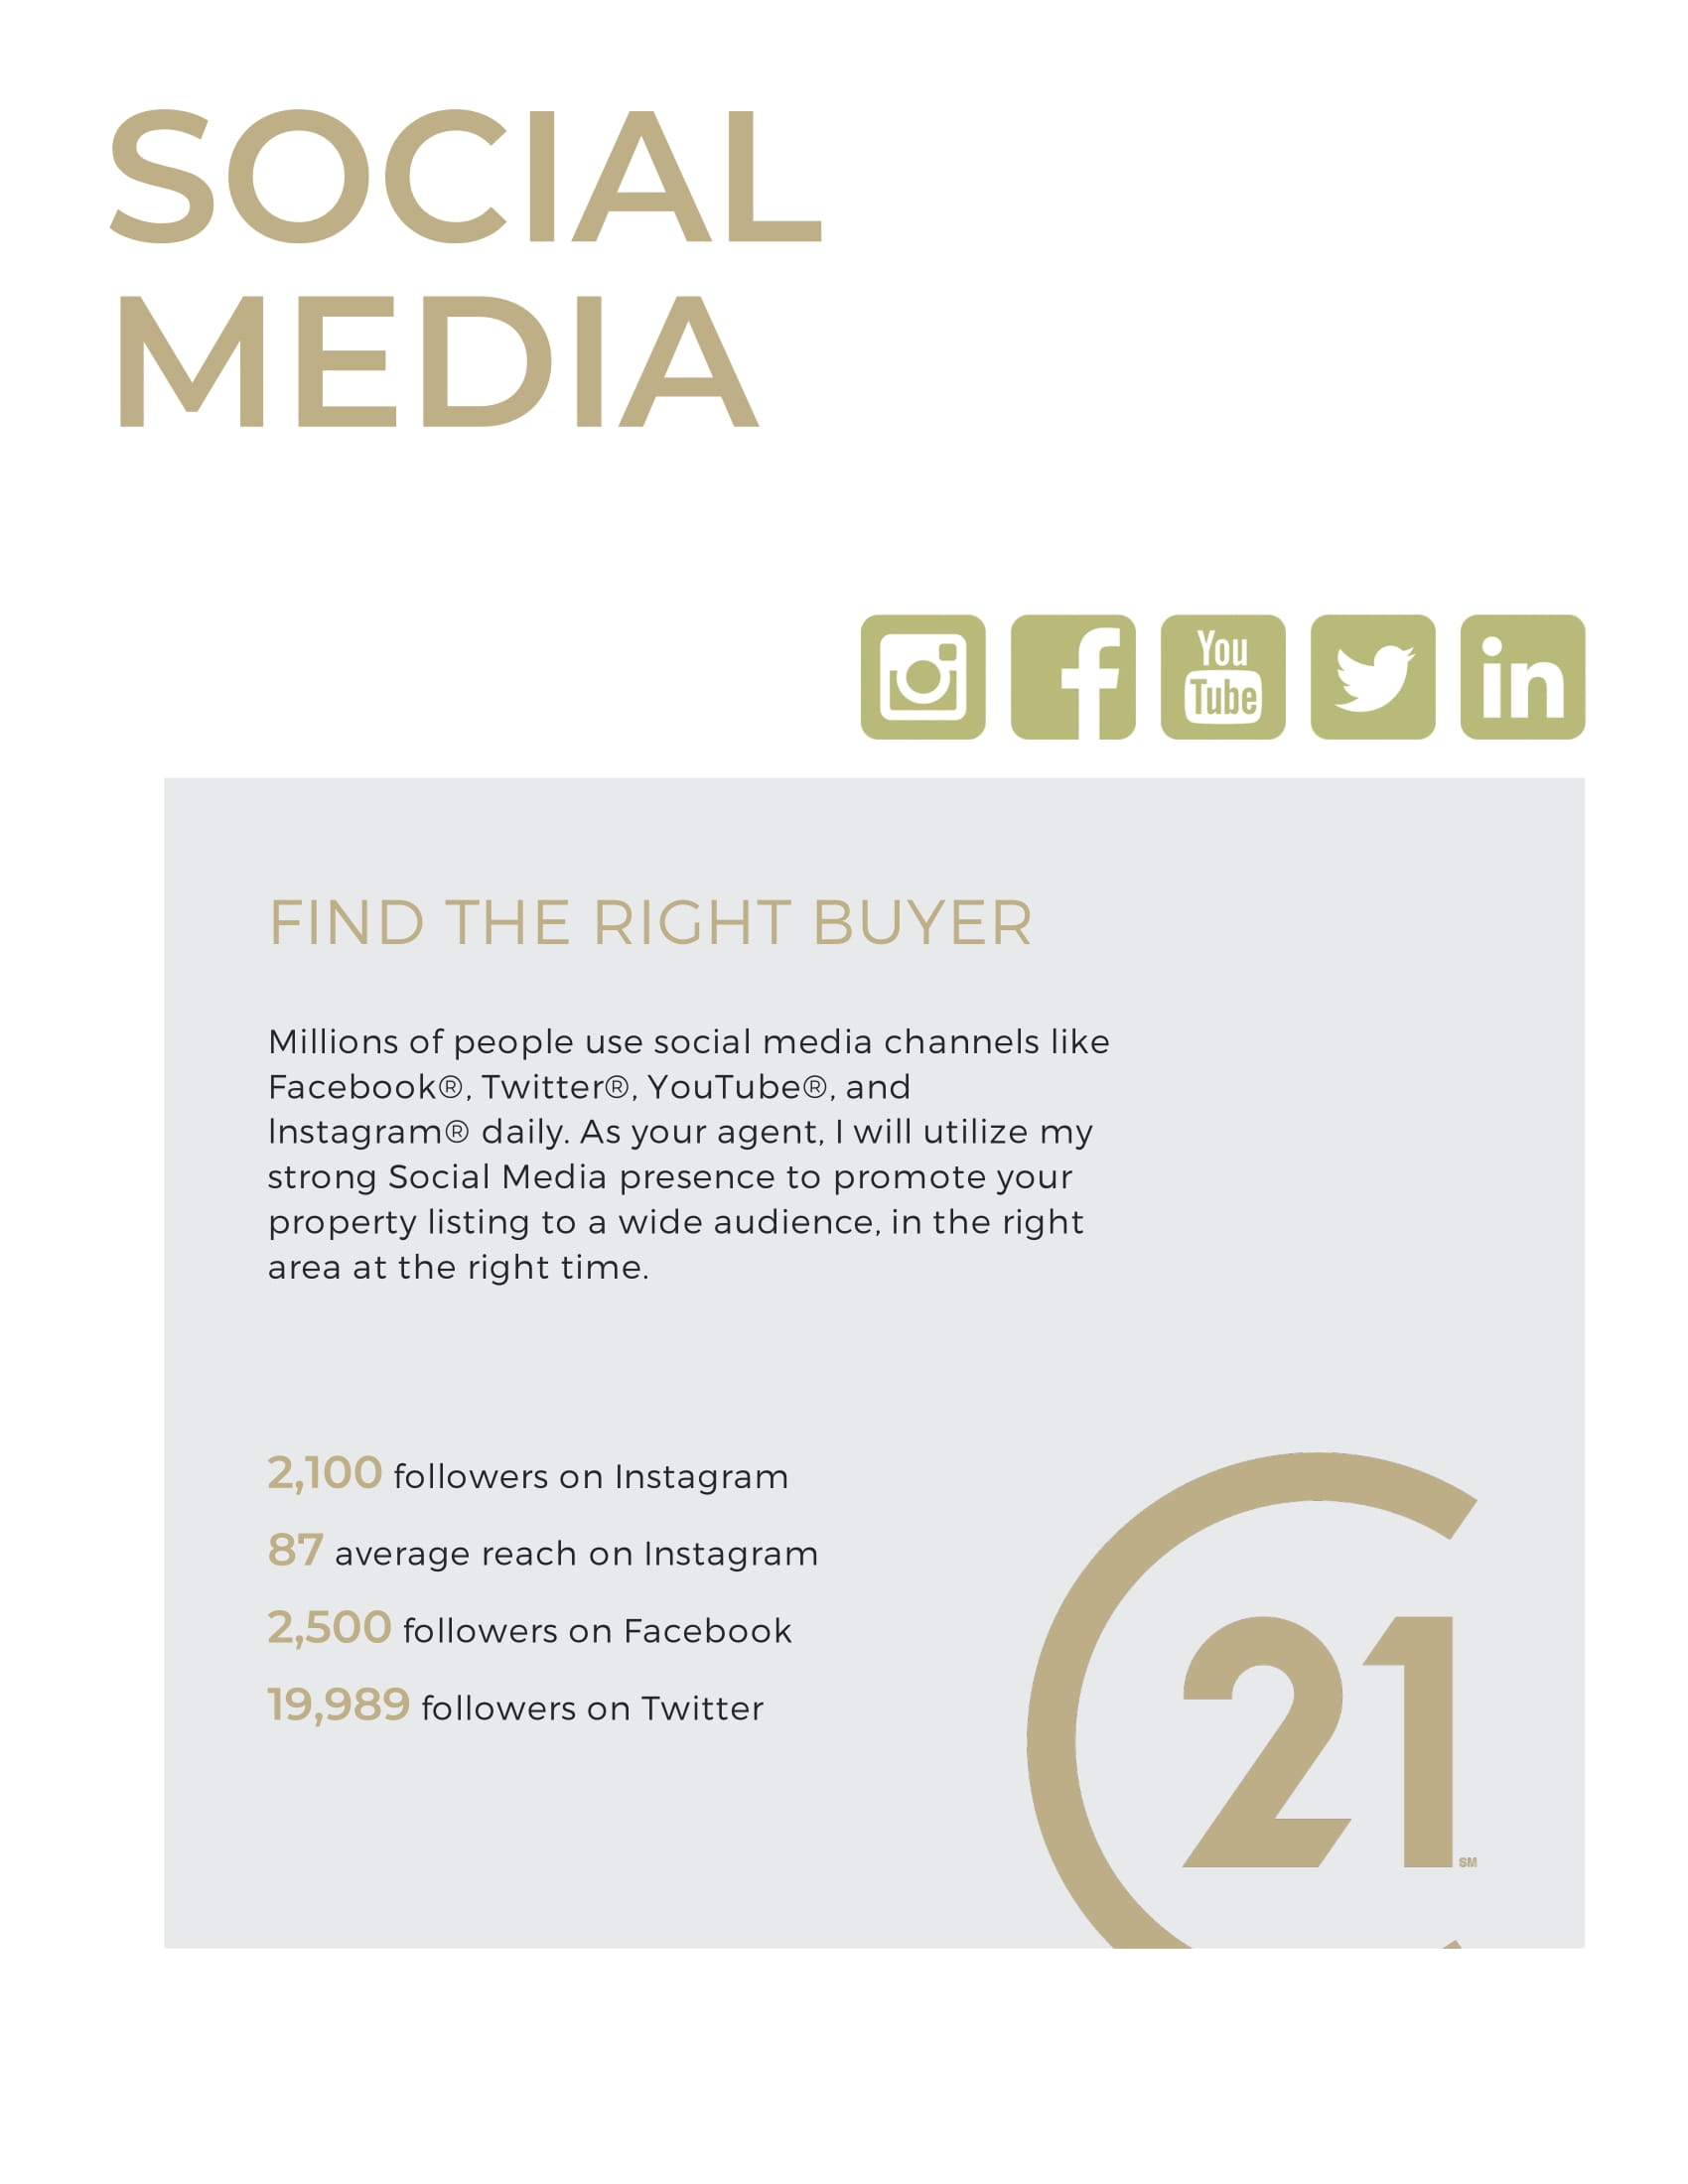 SOCIAL
MEDIA
You
Tube
in
FIND THE RIGHT BUYER
Millions of people use social media channels like
Facebook®, Twitter®, YouTube®, and
Instagram® daily. As your agent, I will utilize my
strong Social Media presence to promote your
property listing to a wide audience, in the right
area at the right time.
2,100 followers on Instagram
87 average reach on Instagram
2,500 followers on Facebook
19,989 followers on Twitter
C21 SM